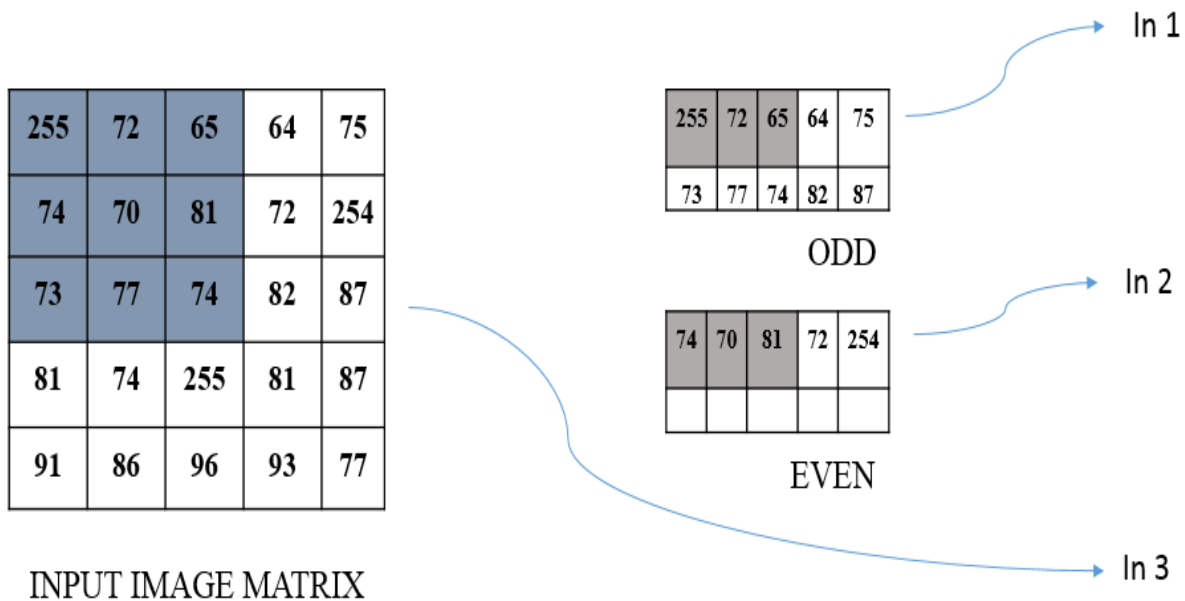 In 1
255 72 65 64 75
74 70 81 72 254
73 77 74 82 87
81 74 255 81 87
91 86 96 93 77
INPUT IMAGE MATRIX
255 72 65 64 75
73 77 74 82 87
ODD
In 2
74 70 81 72 254
EVEN
In 3